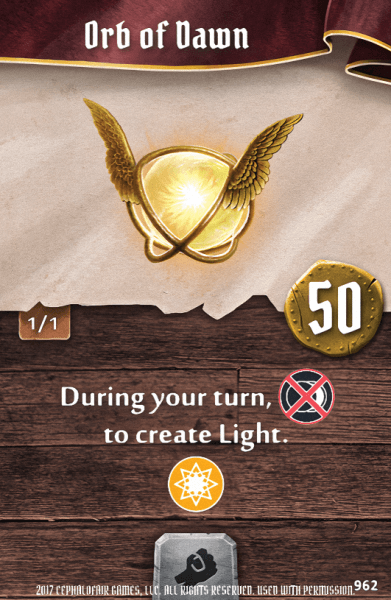 Orb of Dawn
50
1/1
During your turn,
to create Light.
2017 CEPHALOFAIR GAMES, LLC. ALL RIGHTS RESERVED. USED WITH PERMISSION
962